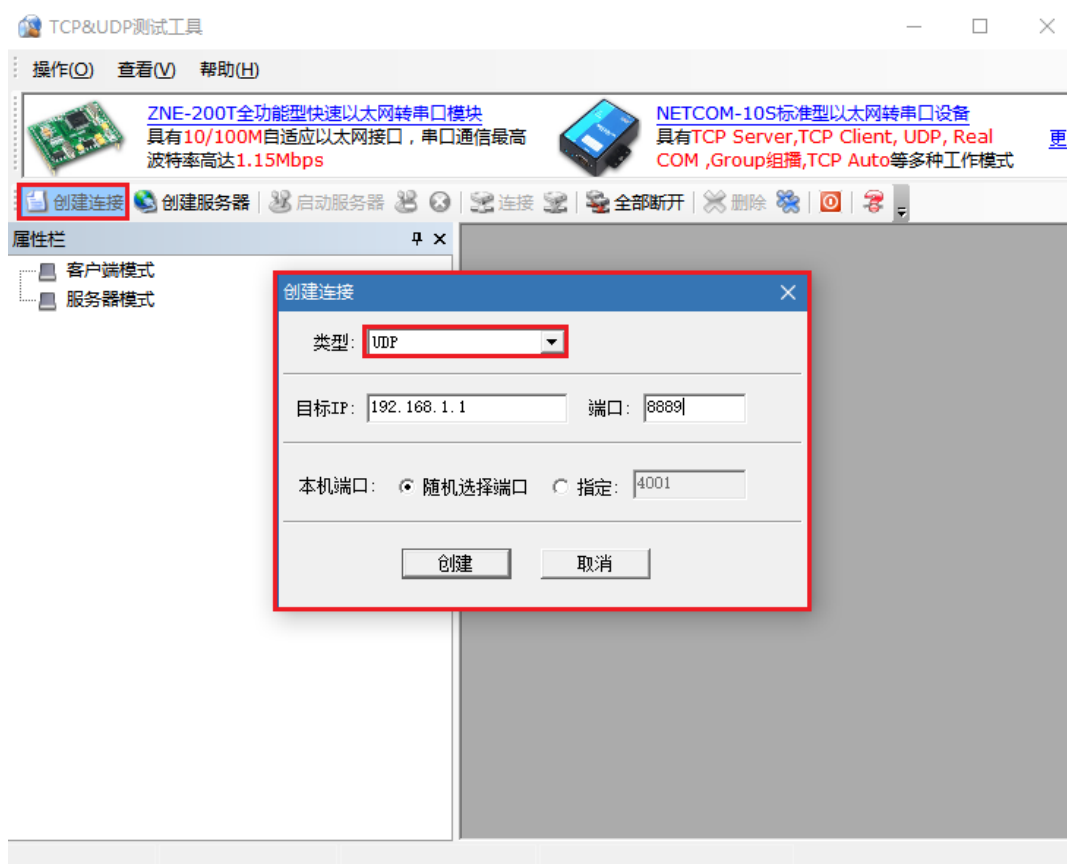 TCP&UDP测试工具
操作(O) 查看(V) 帮助(H)
ZNE-200T全功能型快速以太网转串口模块
具有10/100M自适应以太网接口，串口通信最高
波特率高达1.15Mbps
NETCOM-10S标准型以太网转串口设备
具有TCP Server,TCP Client, UDP, Real
COM ,Group组播,TCP Auto等多种工作模式
更
创建连接 创建服务器 启动服务器 连接 全部断开 删除
属性栏
客户端模式
服务器模式
创建连接
类型: UDP
目标IP: 192.168.1.1 端口: 8889
本机端口: 随机选择端口 指定: 4001
创建 取消